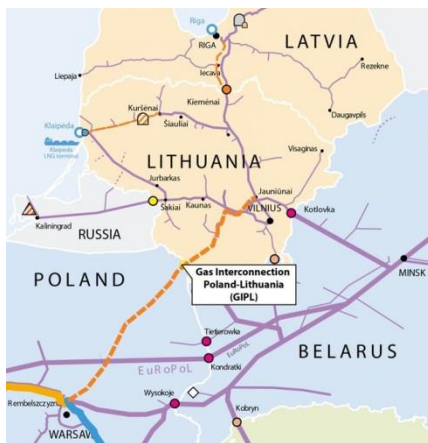 Riga
RIGA
LATVIA
Liepaja
Iecava
Rezekne
Kiemėnai
Kuršėnai
Šiauliai
Daugavpils
Klaipėda
Klaipėda
LNG terminal
LITHUANIA
Visaginas
Jurbarkas
Šakiai
Kaunas
Jauniūnai
VILNIUS
Kotlovka
Kaliningrad
RUSSIA
Gas Interconnection
Poland-Lithuania
(GIPL)
MINSK
POLAND
Tieterowka
BELARUS
EuRoPoL
EuRoPoL
Kondratki
Wysokoje
Kobryn
Rembelszczyzna
WARSAW